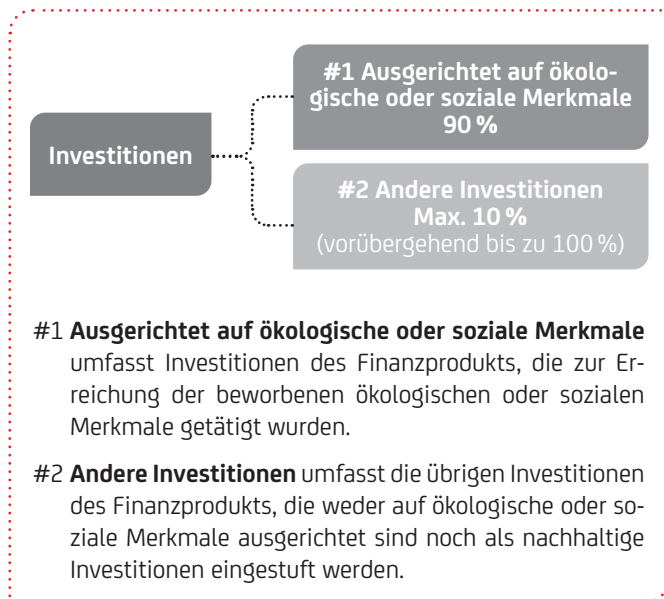 #1 Ausgerichtet auf ökolo-
gische oder soziale Merkmale
90 %
Investitionen
#2 Andere Investitionen
Max. 10 %
(vorübergehend bis zu 100 %)
#1 Ausgerichtet auf ökologische oder soziale Merkmale
umfasst Investitionen des Finanzprodukts, die zur Er-
reichung der beworbenen ökologischen oder sozialen
Merkmale getätigt wurden.
#2 Andere Investitionen umfasst die übrigen Investitionen
des Finanzprodukts, die weder auf ökologische oder so-
ziale Merkmale ausgerichtet sind noch als nachhaltige
Investitionen eingestuft werden.